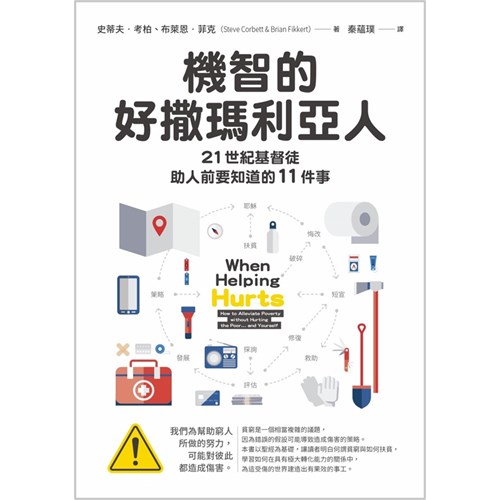 史蒂夫．考柏、布萊恩．菲克（Steve Corbett & Brian Fikkert）——著 秦蘊璞——譯
機智的
好撒瑪利亞人
21世紀基督徒
助人前要知道的11件事
耶穌
扶貧
悔改
破碎
When
Helping
Hurts
How to Alleviate Poverty
without Hurting
the Poor... and Yourself
策略
短宣
修復
發展
探詢
救助
評估
我們為幫助窮人
所做的努力，
可能對彼此
都造成傷害。
貧窮是一個相當複雜的議題，
因為錯誤的假設可能導致造成傷害的策略。
本書以聖經為基礎，讓讀者明白何謂貧窮與如何扶貧，
學習如何在具有極大轉化能力的關係中，
為這受傷的世界建造出有果效的事工。